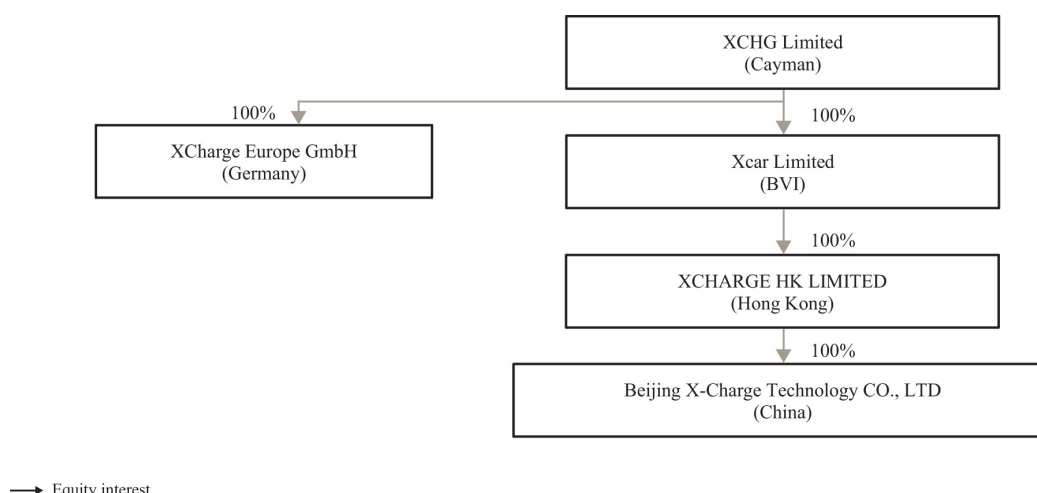 XCHG Limited
(Cayman)
100%
100%
XCharge Europe GmbH
(Germany)
Xcar Limited
(BVI)
100%
XCHARGE HK LIMITED
(Hong Kong)
100%
Beijing X-Charge Technology CO., LTD
(China)
Equity interest